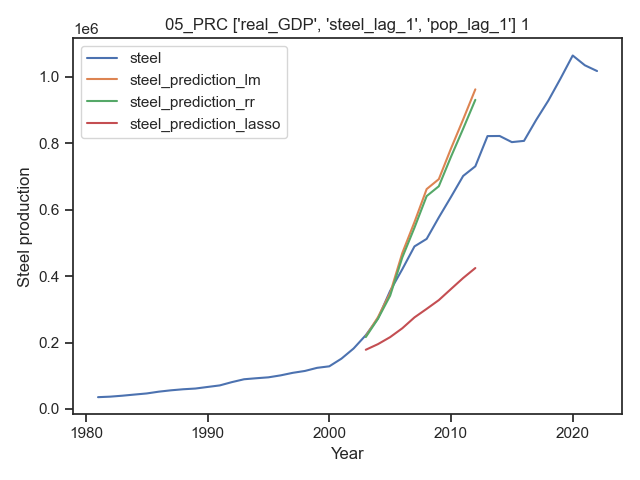 05_PRC ['real_GDP', 'steel_lag_1', 'pop_lag_1'] 1
1e6
steel
steel_prediction_lm
steel_prediction_rr
steel_prediction_lasso
1.0
0.8
0.6
0.4
0.2
0.0
Steel production
1980
1990
2000
2010
2020
Year